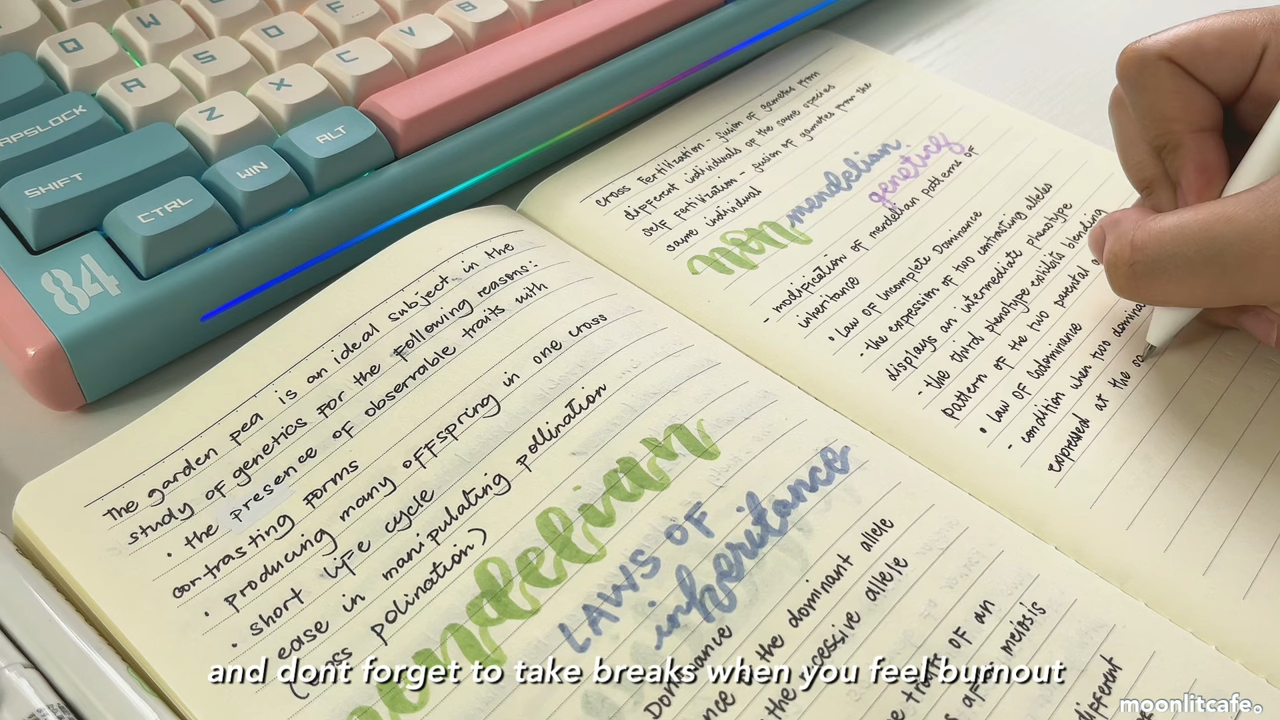 Q W E R
A S D F
Z X C V B
CAPSLOCK
SHIFT
CTRL WIN ALT
84
the garden pea is an ideal subject in the
study of genetics for the following reasons:
• the presence of observable traits with
contrasting forms
• producing many offspring in one cross
• short life cycle
ease in manipulating pollination
pollination)
LAWS OF
inheritance
the dominant allele
the recessive allele
traits of an
meiosis
different
cross fertilization - fusion of gametes from
different individuals of the same species
self fertilization - fusion of gametes from the
same individual
non mendelian
genetics
- modification of mendelian patterns of
inheritance
• law of incomplete dominance
- the expression of two contrasting alleles
displays an intermediate phenotype
- the third phenotype exhibits blending
pattern of the two parental
• law of codominance
- condition when two
expressed at the
and dont forget to take breaks when you feel burnout
moonlitcafe.